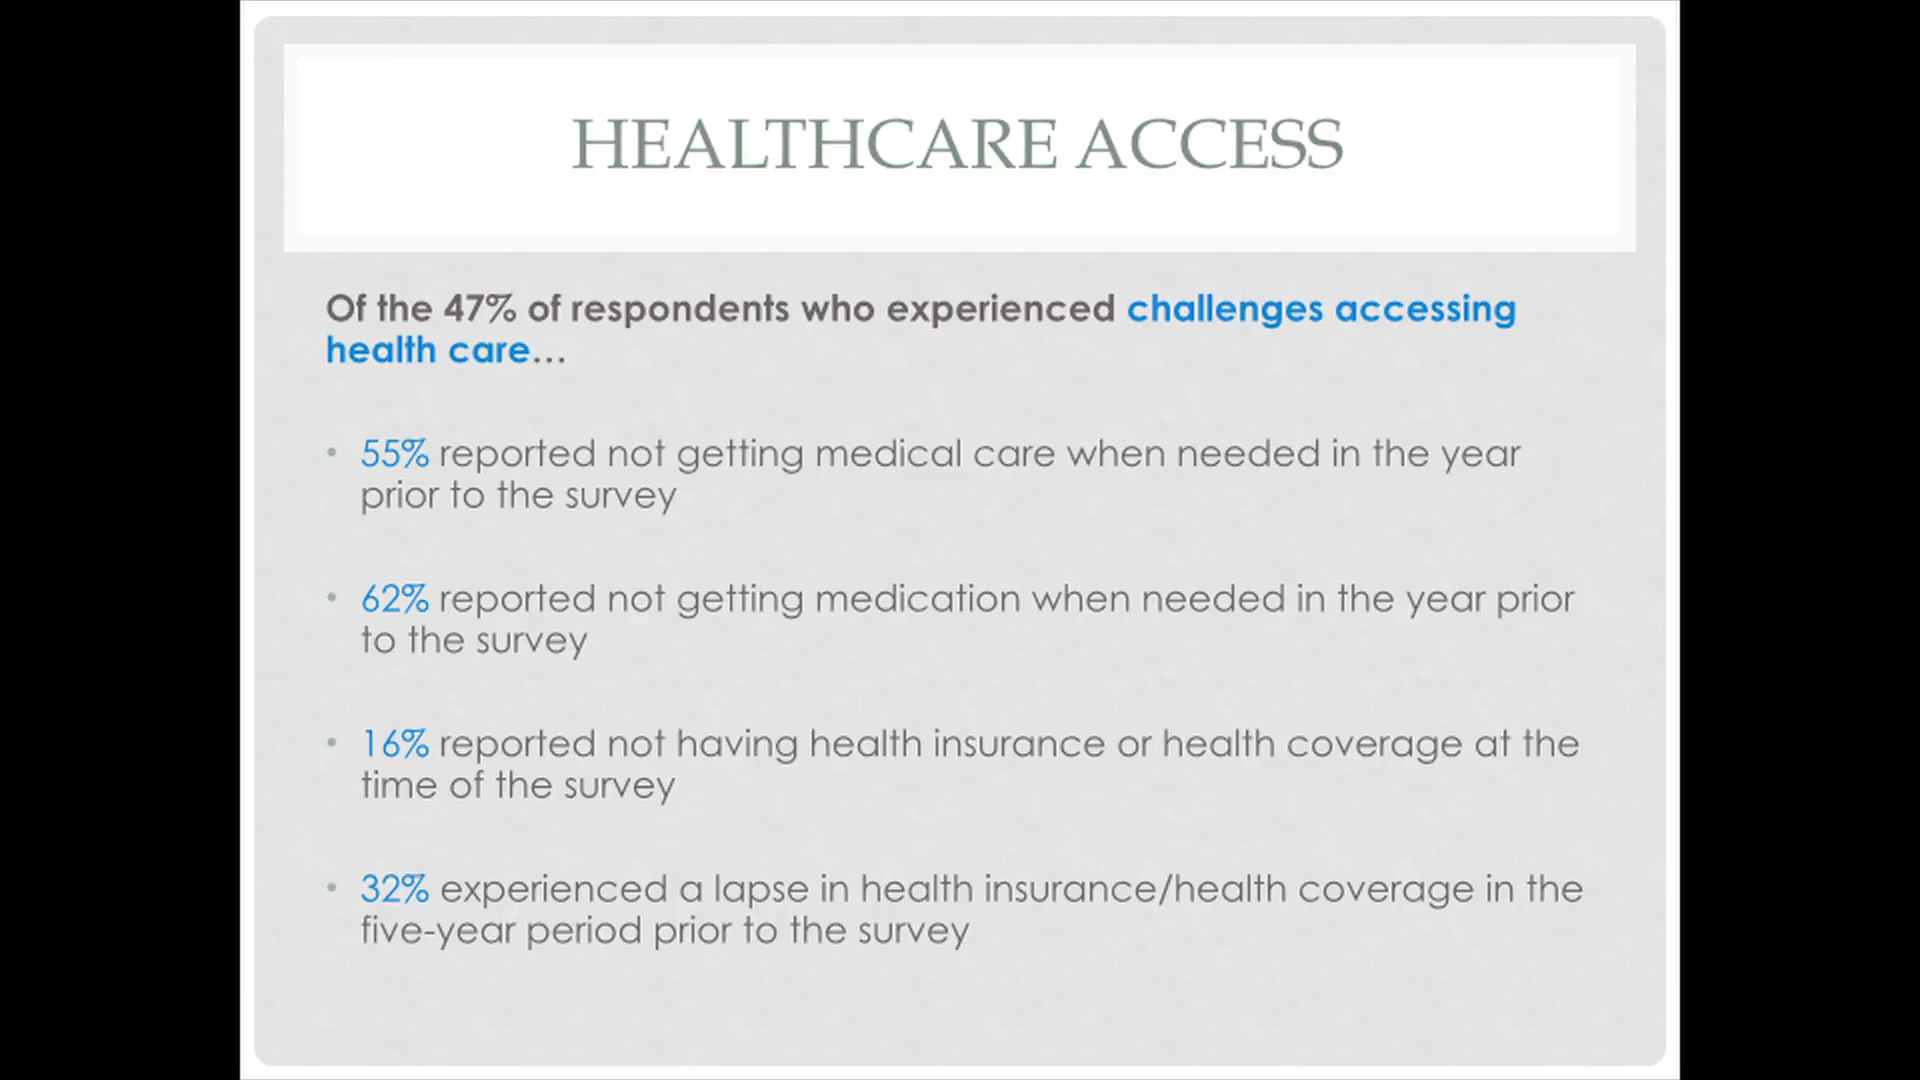 HEALTHCARE ACCESS
Of the 47% of respondents who experienced challenges accessing
health care...
• 55% reported not getting medical care when needed in the year
prior to the survey
• 62% reported not getting medication when needed in the year prior
to the survey
• 16% reported not having health insurance or health coverage at the
time of the survey
• 32% experienced a lapse in health insurance/health coverage in the
five-year period prior to the survey